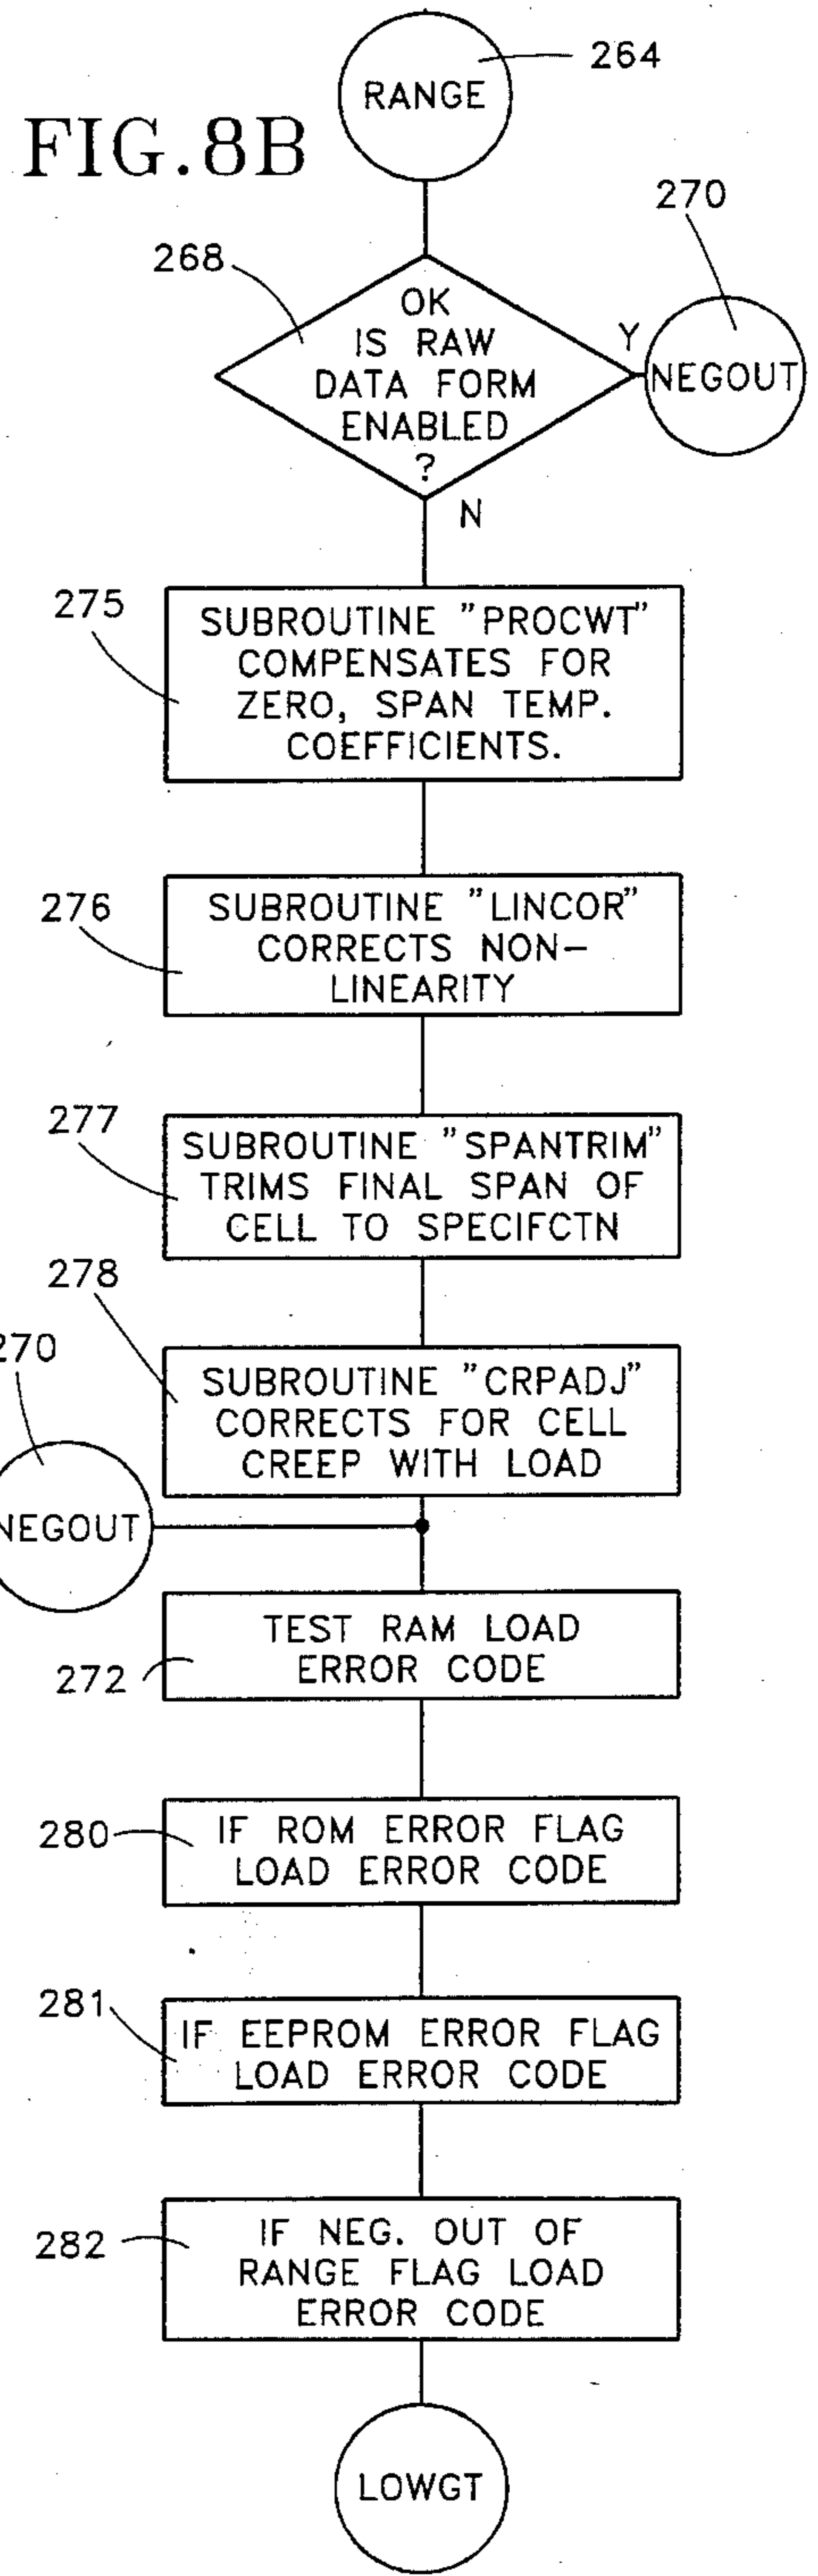 264
RANGE
FIG.8B
270
268
OK
IS RAW
DATA FORM
ENABLED
?
Y
NEGOUT
N
275
SUBROUTINE "PROCWT"
COMPENSATES FOR
ZERO, SPAN TEMP.
COEFFICIENTS.
276
SUBROUTINE "LINCOR"
CORRECTS NON-
LINEARITY
277
SUBROUTINE "SPANTRIM"
TRIMS FINAL SPAN OF
CELL TO SPECIFCTN
278
270
SUBROUTINE "CRPADJ"
CORRECTS FOR CELL
CREEP WITH LOAD
NEGOUT
TEST RAM LOAD
ERROR CODE
272
280
IF ROM ERROR FLAG
LOAD ERROR CODE
281
IF EEPROM ERROR FLAG
LOAD ERROR CODE
282
IF NEG. OUT OF
RANGE FLAG LOAD
ERROR CODE
LOWGT